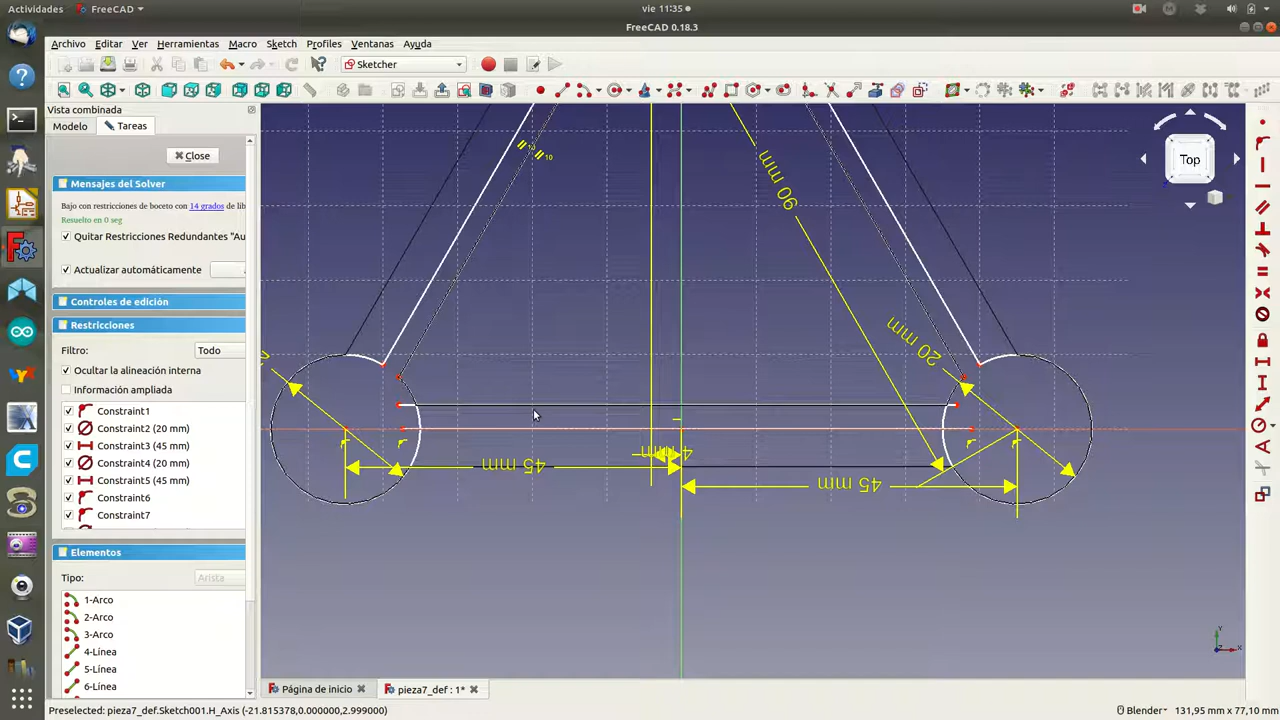 Actividades
FreeCAD
vie 11:35
FreeCAD 0.18.3
Archivo Editar Ver Herramientas Macro Sketch Profiles Ventanas Ayuda
Sketcher
Vista combinada
Modelo
Tareas
Close
Mensajes del Solver
Bajo con restricciones de boceto con 14 grados de lib
Resuelto en 0 seg
Quitar Restricciones Redundantes "Au
Actualizar automáticamente
Controles de edición
Restricciones
Filtro:
Todo
Ocultar la alineación interna
Información ampliada
Constraint1
Constraint2 (20 mm)
Constraint3 (45 mm)
Constraint4 (20 mm)
Constraint5 (45 mm)
Constraint6
Constraint7
Elementos
Tipo:
Arista
1-Arco
2-Arco
3-Arco
4-Línea
5-Línea
6-Línea
10
90 mm
20 mm
4 mm
45 mm
45 mm
Top
Y
X
Página de inicio
pieza7_def : 1*
Preselected: pieza7_def.Sketch001.H_Axis (-21.815378,0.000000,2.999000)
Blender
131,95 mm x 77,10 mm